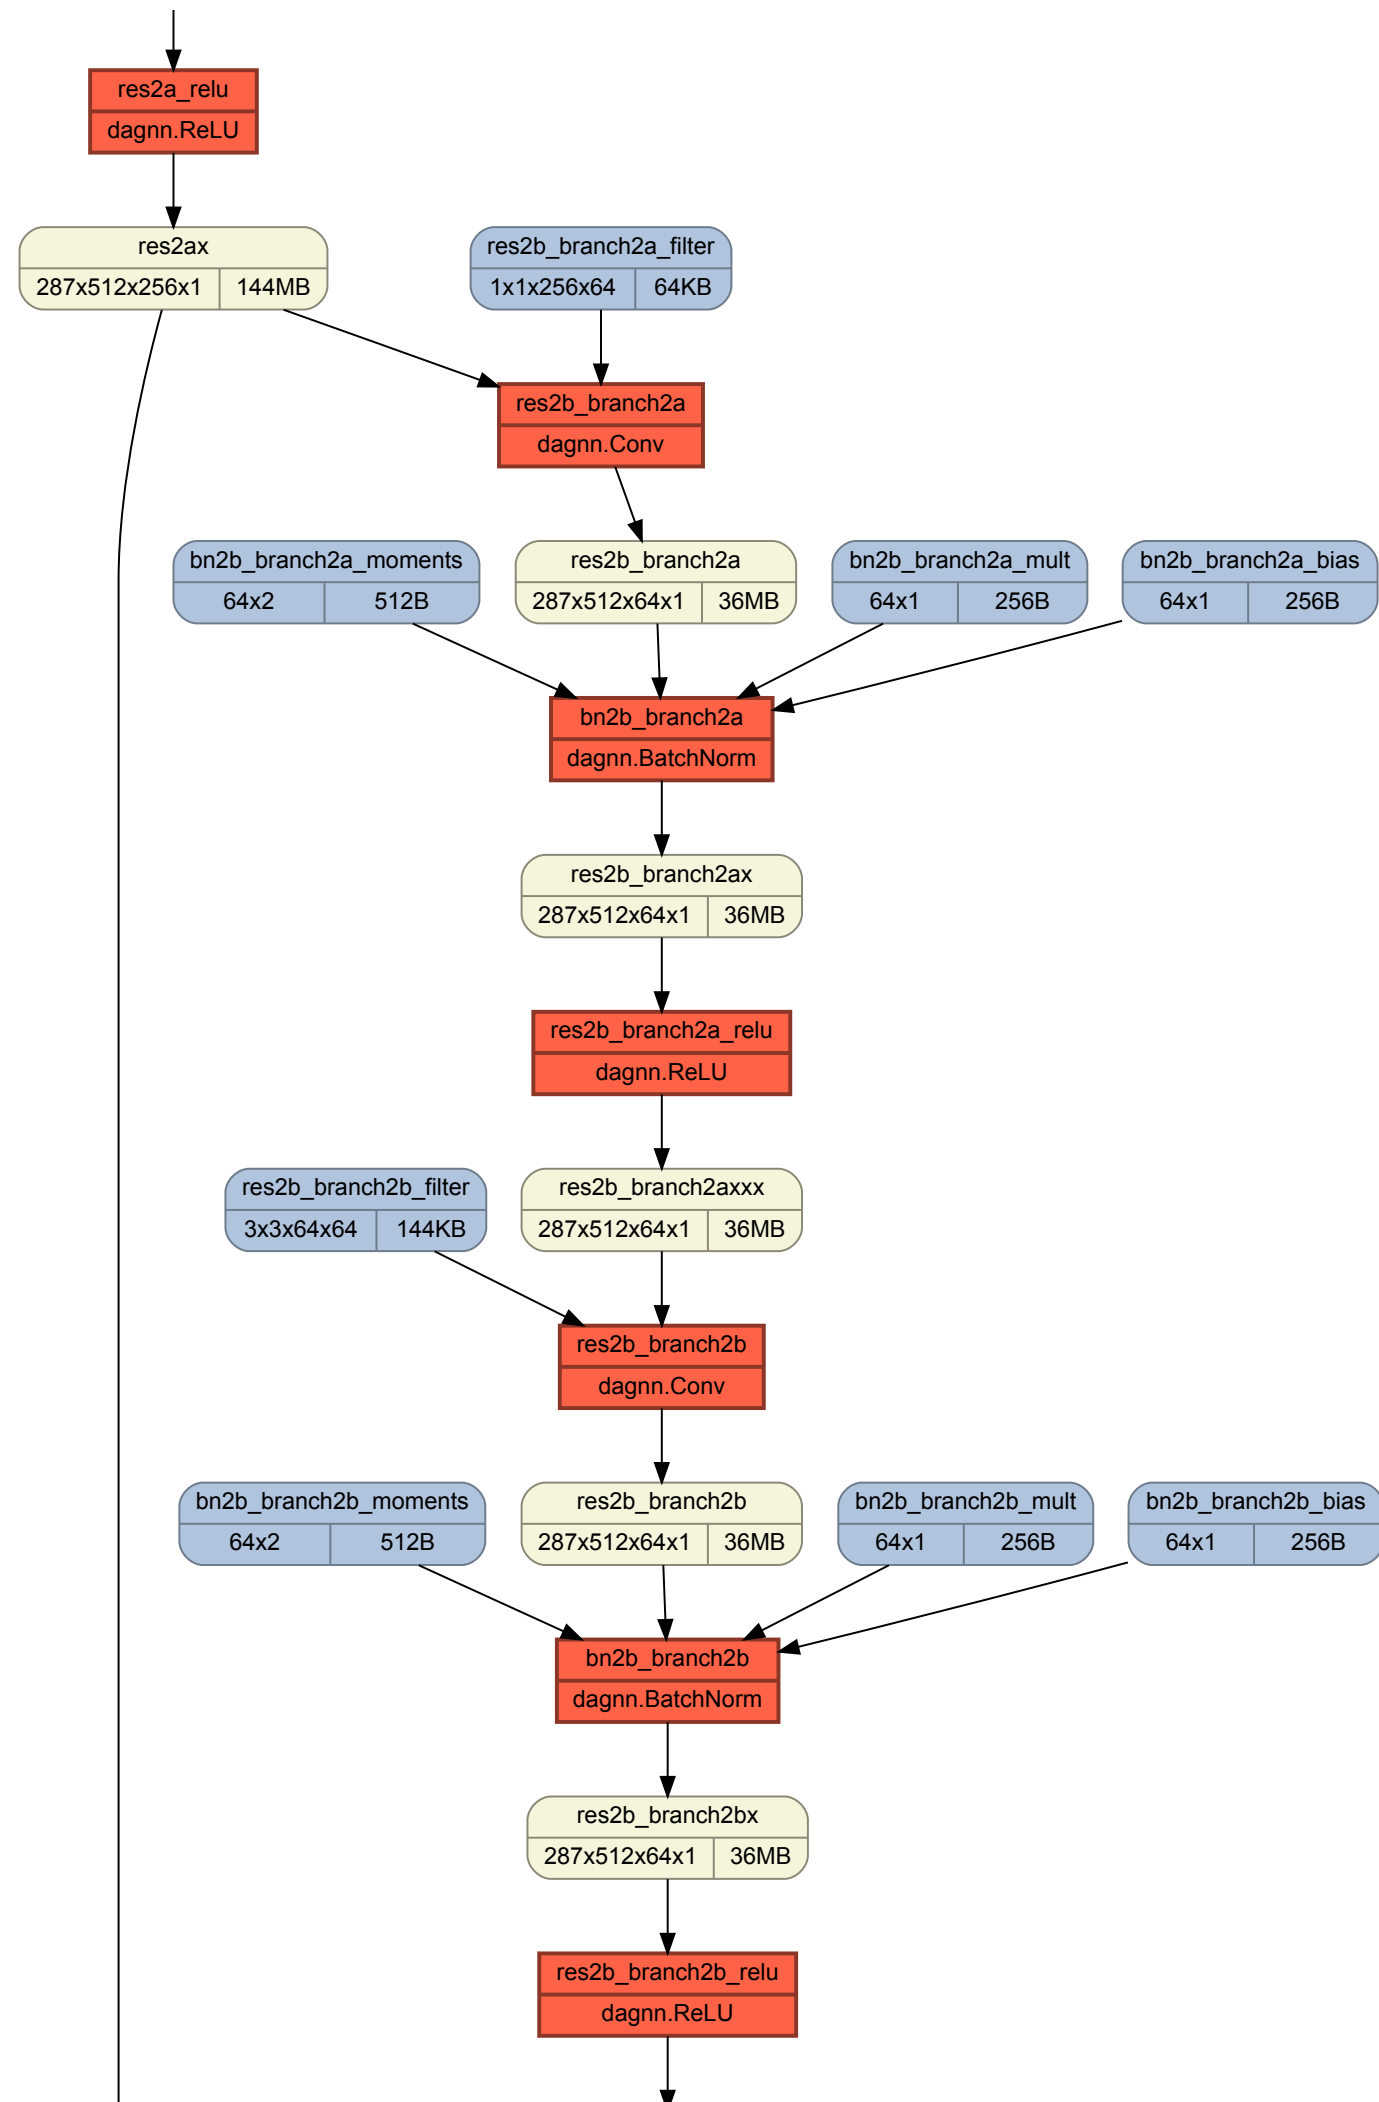 res2a_relu
dagnn.ReLU
res2ax
287x512x256x1 144MB
res2b_branch2a_filter
1x1x256x64 64KB
res2b_branch2a
dagnn.Conv
bn2b_branch2a_moments
64x2 512B
res2b_branch2a
287x512x64x1 36MB
bn2b_branch2a_mult
64x1 256B
bn2b_branch2a_bias
64x1 256B
bn2b_branch2a
dagnn.BatchNorm
res2b_branch2ax
287x512x64x1 36MB
res2b_branch2a_relu
dagnn.ReLU
res2b_branch2b_filter
3x3x64x64 144KB
res2b_branch2axxx
287x512x64x1 36MB
res2b_branch2b
dagnn.Conv
bn2b_branch2b_moments
64x2 512B
res2b_branch2b
287x512x64x1 36MB
bn2b_branch2b_mult
64x1 256B
bn2b_branch2b_bias
64x1 256B
bn2b_branch2b
dagnn.BatchNorm
res2b_branch2bx
287x512x64x1 36MB
res2b_branch2b_relu
dagnn.ReLU